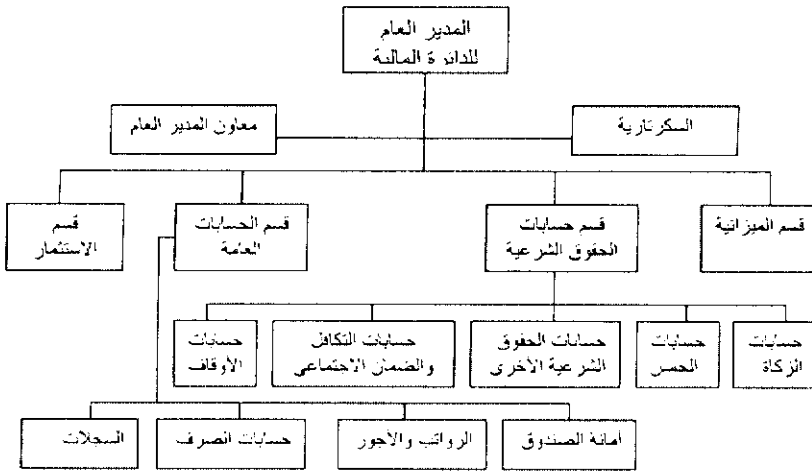 المدير العام
للدائرة المالية
السكرتارية
معاون المدير العام
قسم الميزانية
قسم حسابات
الحقوق الشرعية
قسم الحسابات
العامة
قسم
الاستثمار
حسابات
الزكاة
حسابات
الخمس
حسابات الحقوق
الشرعية الأخرى
حسابات التكافل
والضمان الاجتماعي
حسابات
الأوقاف
أمانة الصندوق
الرواتب والأجور
حسابات الصرف
السجلات